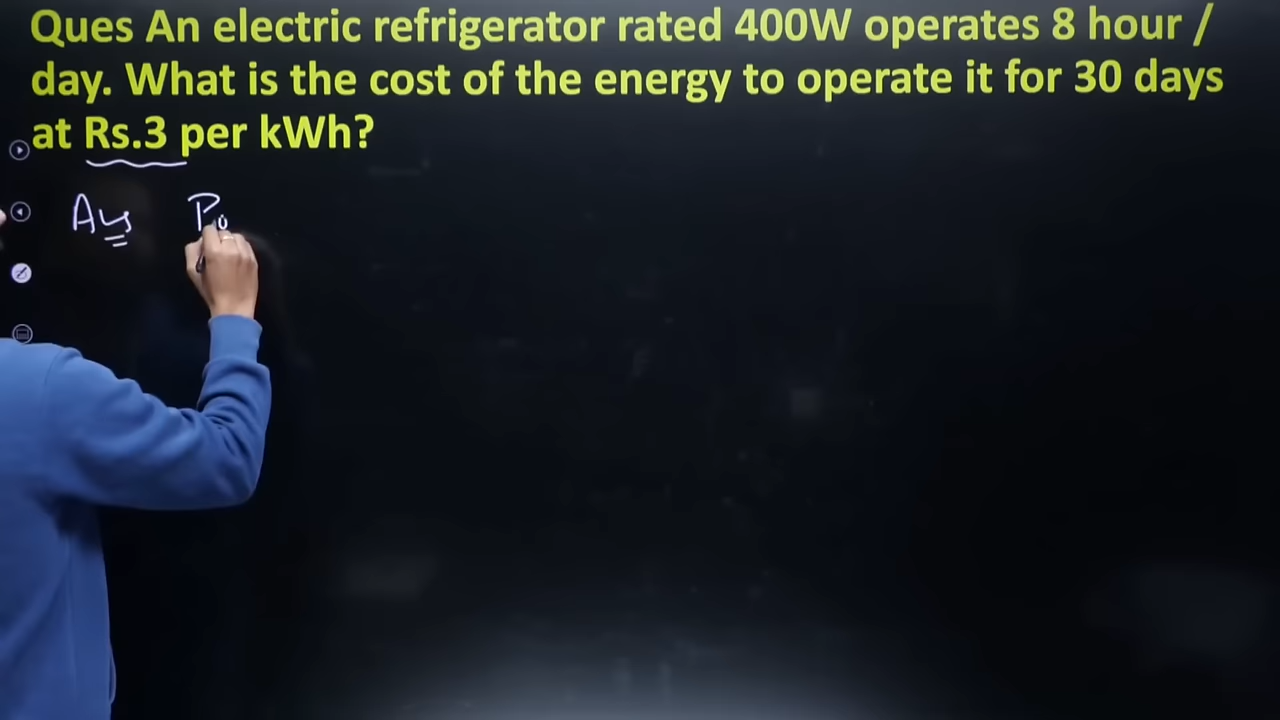 Ques An electric refrigerator rated 400W operates 8 hour /
day. What is the cost of the energy to operate it for 30 days
at Rs.3 per kWh?
Ans Po